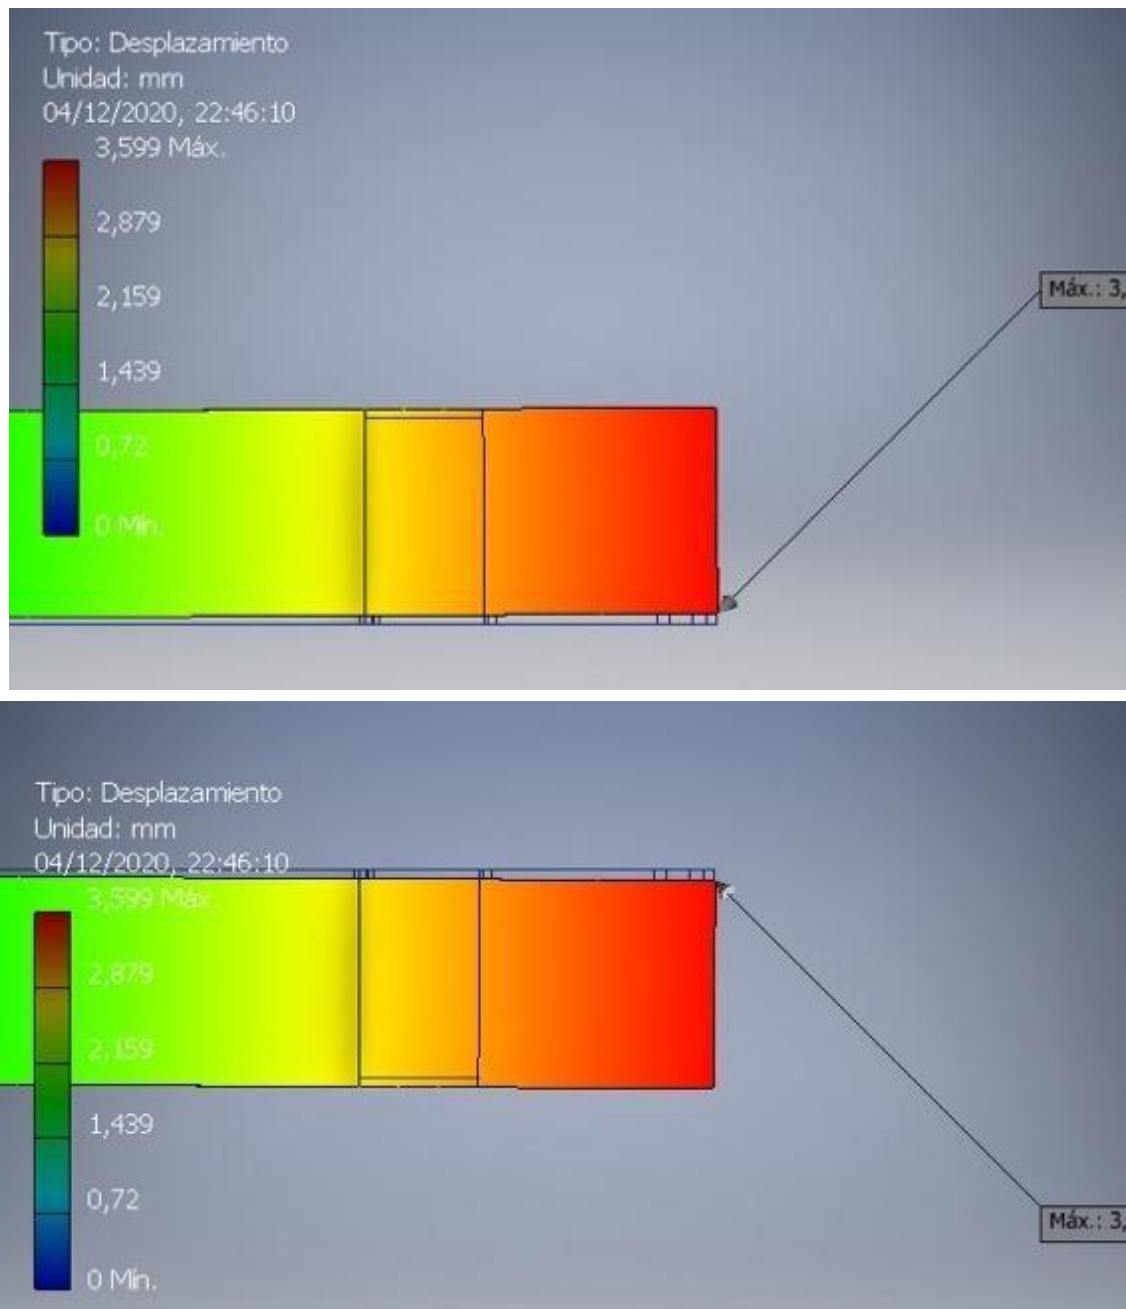 Tipo: Desplazamiento
Unidad: mm
04/12/2020, 22:46:10
3,599 Máx.
2,879
2,159
1,439
0,72
0 Mín.
Máx.: 3,
Tipo: Desplazamiento
Unidad: mm
04/12/2020, 22:46:10
3,599 Máx.
2,879
2,159
1,439
0,72
0 Mín.
Máx.: 3,